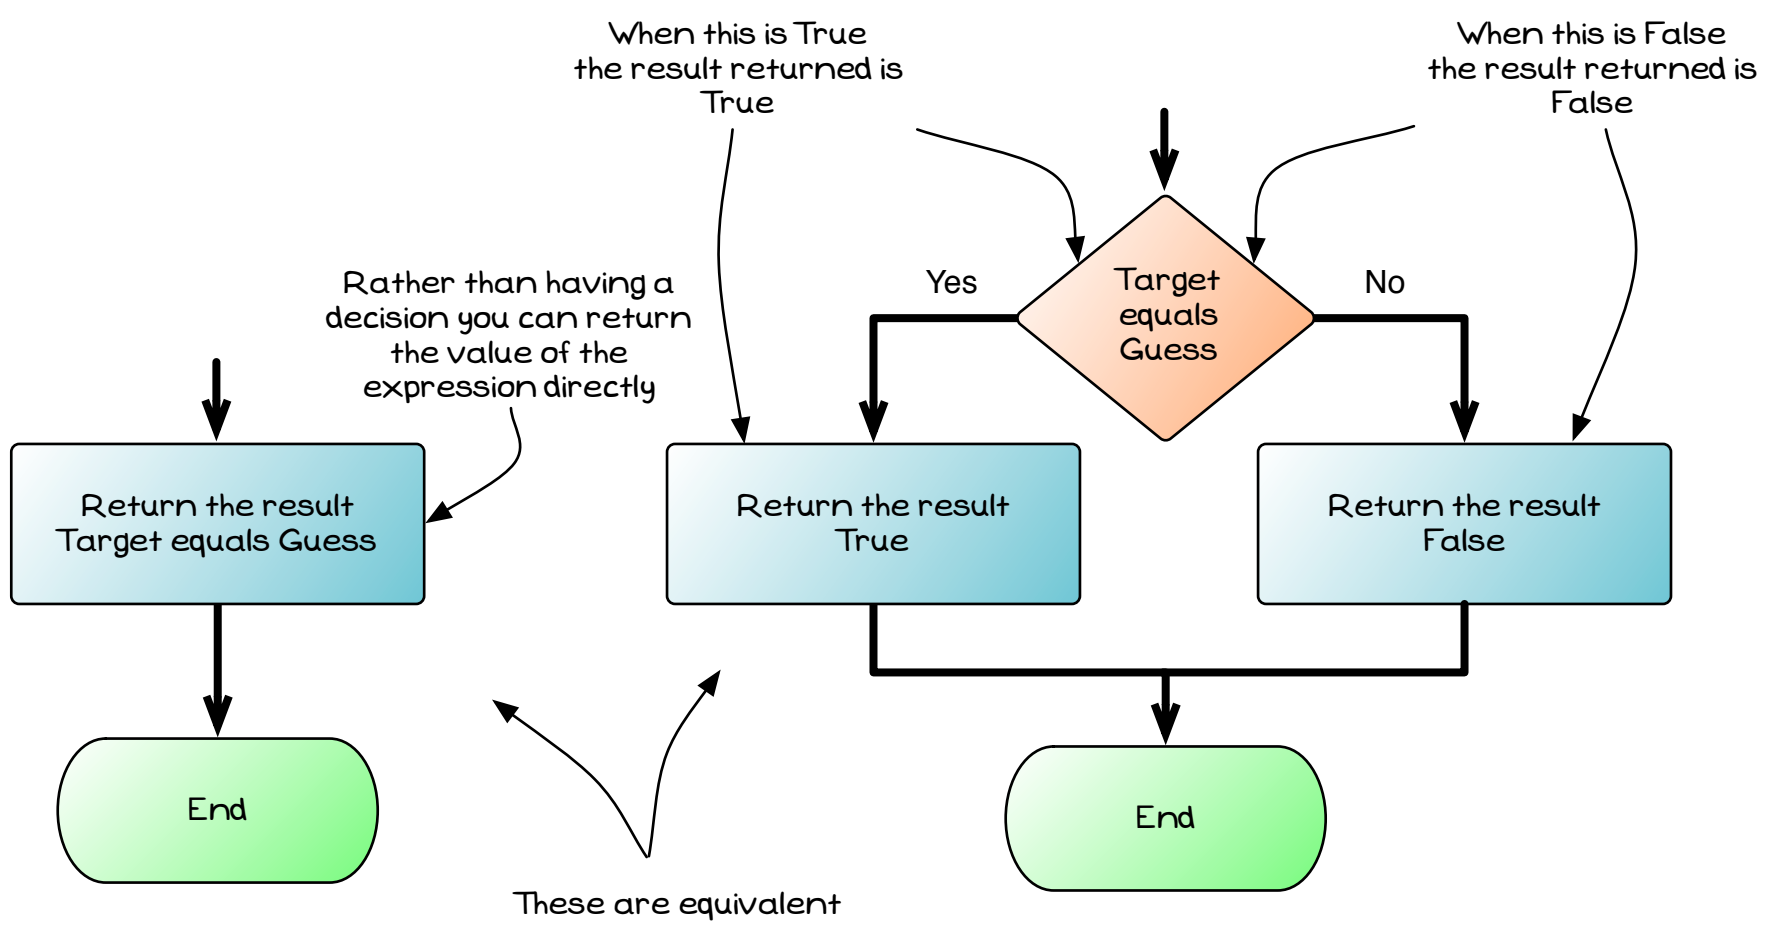 When this is True
the result returned is
True
When this is False
the result returned is
False
Rather than having a
decision you can return
the value of the
expression directly
Yes
Target
equals
Guess
No
Return the result
Target equals Guess
Return the result
True
Return the result
False
End
End
These are equivalent